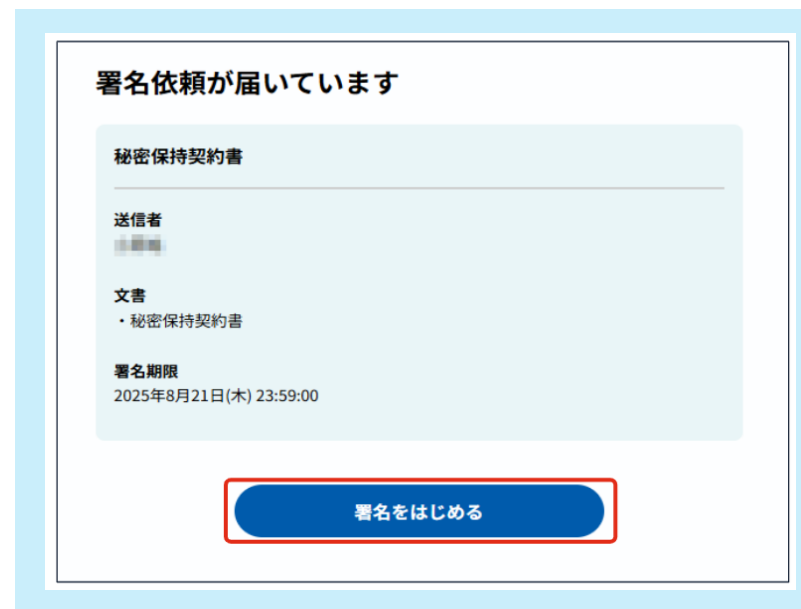 署名依頼が届いています
秘密保持契約書
送信者
文書
・秘密保持契約書
署名期限
2025年8月21日(木) 23:59:00
署名をはじめる